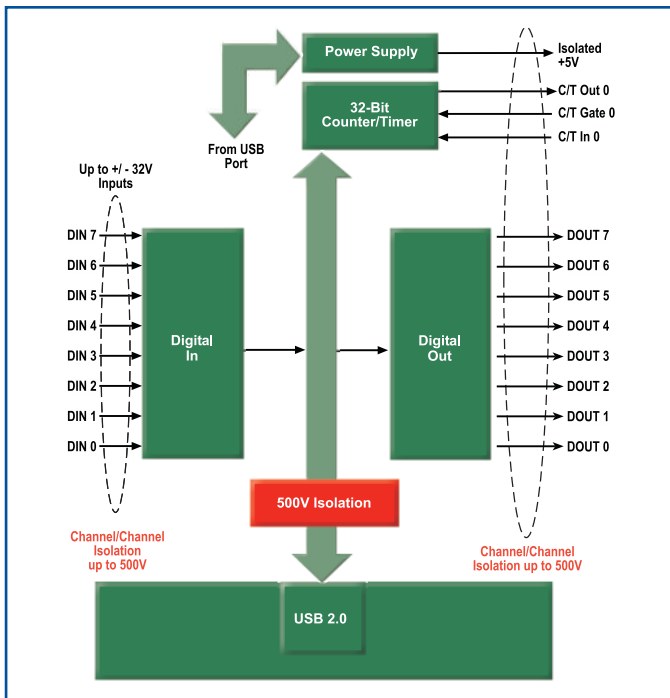 Power Supply
Isolated
+5V
32-Bit
Counter/Timer
C/T Out 0
C/T Gate 0
C/T In 0
From USB
Port
Up to +/ - 32V
Inputs
DIN 7
DIN 6
DIN 5
DIN 4
DIN 3
DIN 2
DIN 1
DIN 0
Digital
In
Digital
Out
DOUT 7
DOUT 6
DOUT 5
DOUT 4
DOUT 3
DOUT 2
DOUT 1
DOUT 0
500V Isolation
Channel/Channel
Isolation
up to 500V
Channel/Channel
Isolation up to 500V
USB 2.0